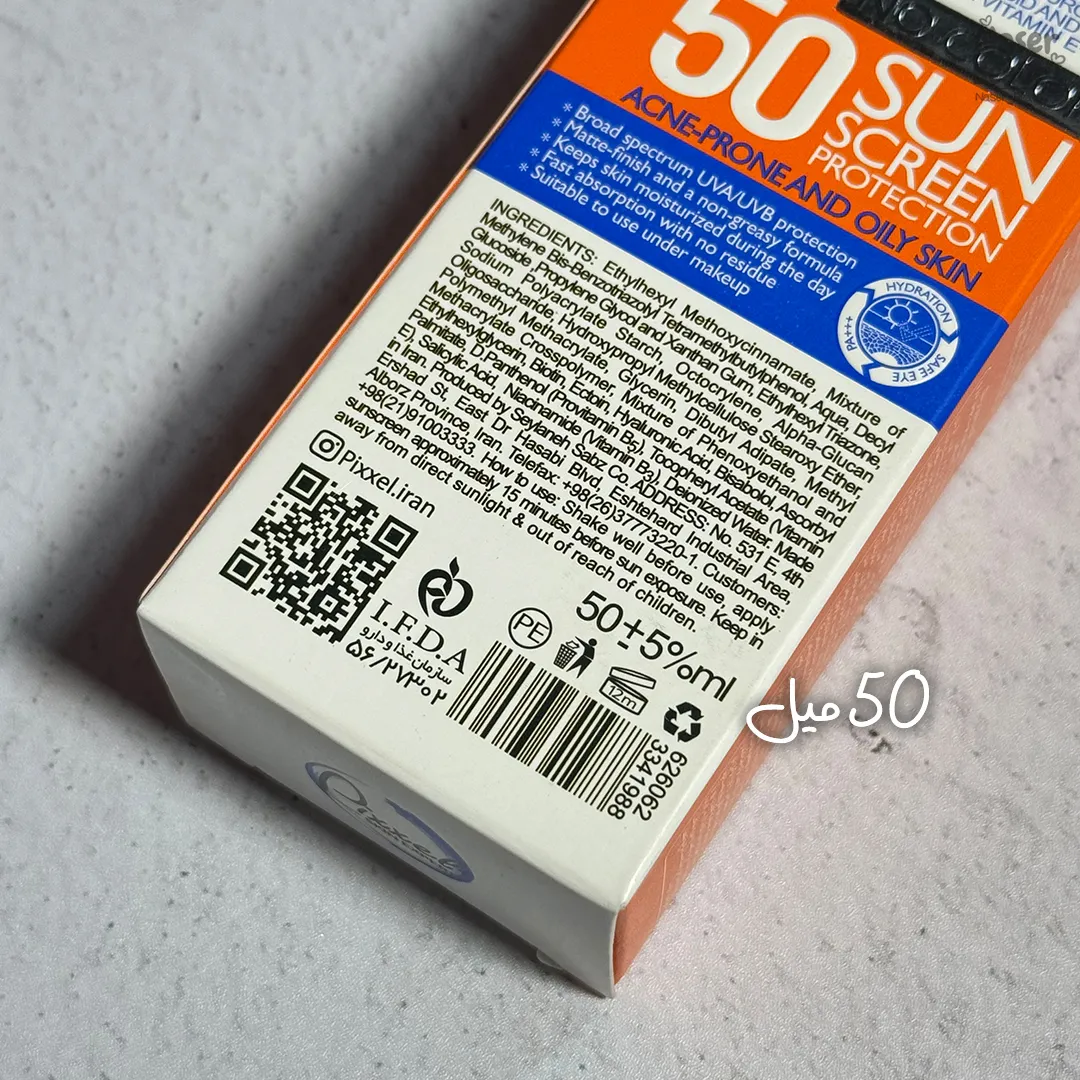 VITAMIN E
NO COLOR
50
SUN
SCREEN
PROTECTION
ACNE-PRONE AND OILY SKIN
* Broad spectrum UVA/UVB protection
* Matte-finish and a non-greasy formula
* Keeps skin moisturized during the day
* Fast absorption with no residue
* Suitable to use under makeup
HYDRATION
SAFE EYE
PA+++
INGREDIENTS: Ethylhexyl Methoxycinnamate, Mixture of
Methylene Bis-Benzotriazolyl Tetramethylbutylphenol, Aqua, Decyl
Glucoside, Propylene Glycol and Xanthan Gum, Ethylhexyl Triazone,
Sodium Polyacrylate Starch, Octocrylene, Alpha-Glucan
Oligosaccharide, Hydroxypropyl Methylcellulose Stearoxy Ether,
Polymethyl Methacrylate, Glycerin, Dibutyl Adipate, Methyl
Methacrylate Crosspolymer, Mixture of Phenoxyethanol and
Ethylhexylglycerin, Biotin, Ectoin, Hyaluronic Acid, Bisabolol, Ascorbyl
Palmitate, D.Panthenol (Provitamin B5), Tocopheryl Acetate (Vitamin
E), Salicylic Acid, Niacinamide (Vitamin B3), Deionized Water. Made
in Iran. Produced by Seylaneh Sabz Co. ADDRESS: No. 531 E, 4th
Ershad St, East Dr. Hasabi Blvd, Eshtehard Industrial Area,
Alborz Province, Iran. Telefax: +98(26)37773220-1. Customers:
+98(21)91003333. How to use: Shake well before use, apply
sunscreen approximately 15 minutes before sun exposure. Keep in
away from direct sunlight & out of reach of children.
Pixxel.iran
I.F.D.A
سازمان غذا و دارو
۵۶/۲۷۳۰۲
50±5%ml
PE
12m
626062
3341988
50 میل
Pixxel